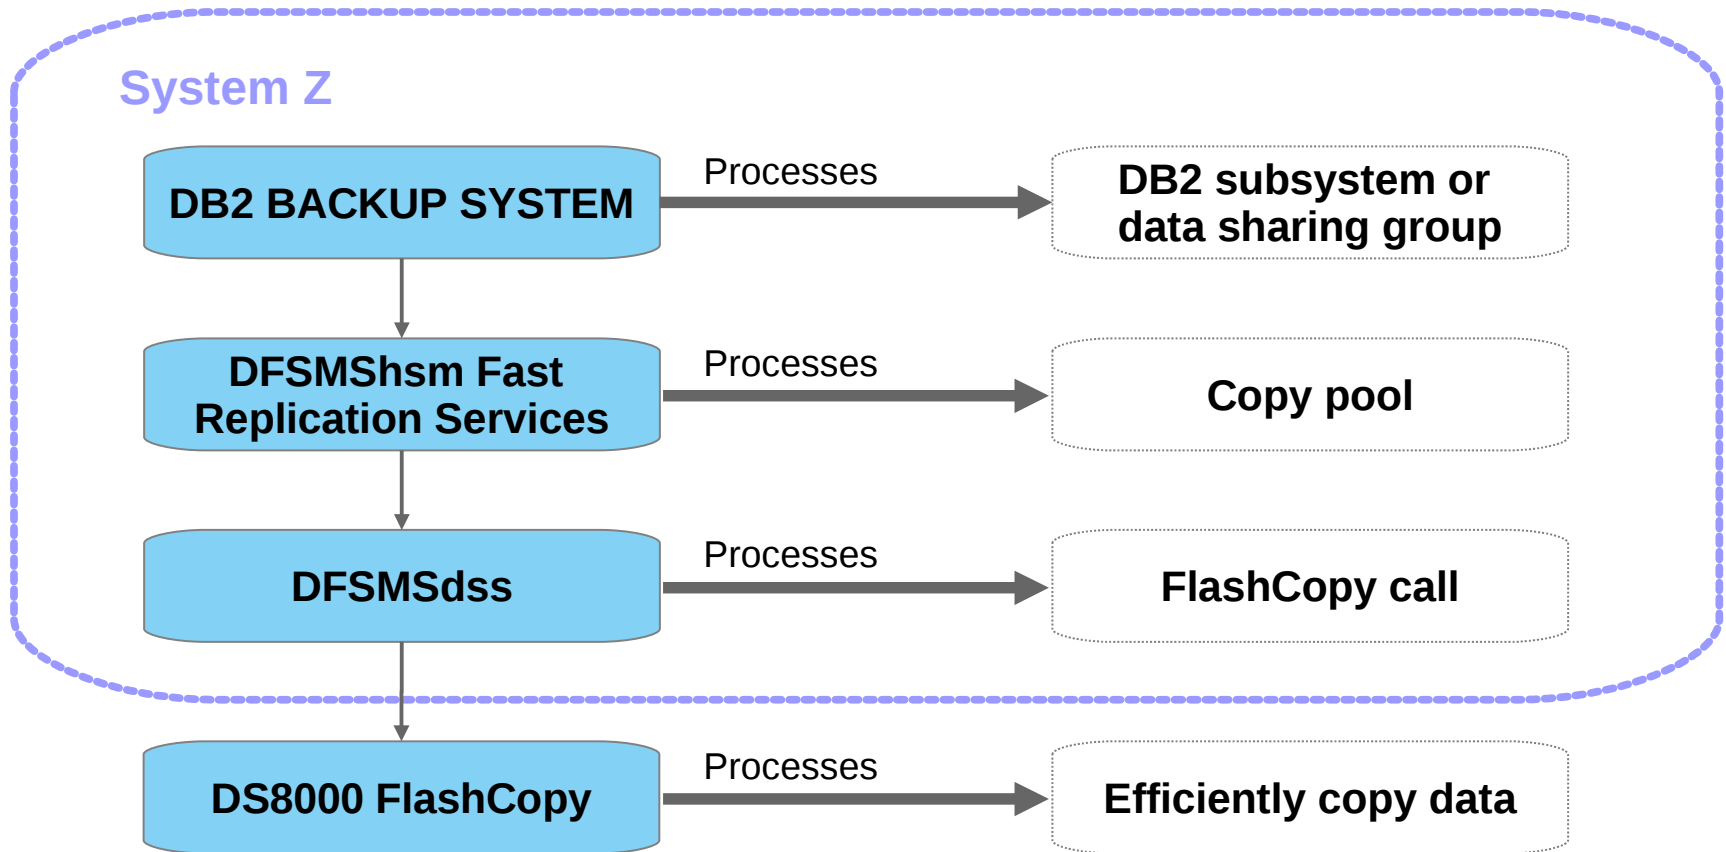 System Z
DB2 BACKUP SYSTEM
Processes
DB2 subsystem or
data sharing group
DFSMShsm Fast
Replication Services
Processes
Copy pool
DFSMSdss
Processes
FlashCopy call
DS8000 FlashCopy
Processes
Efficiently copy data